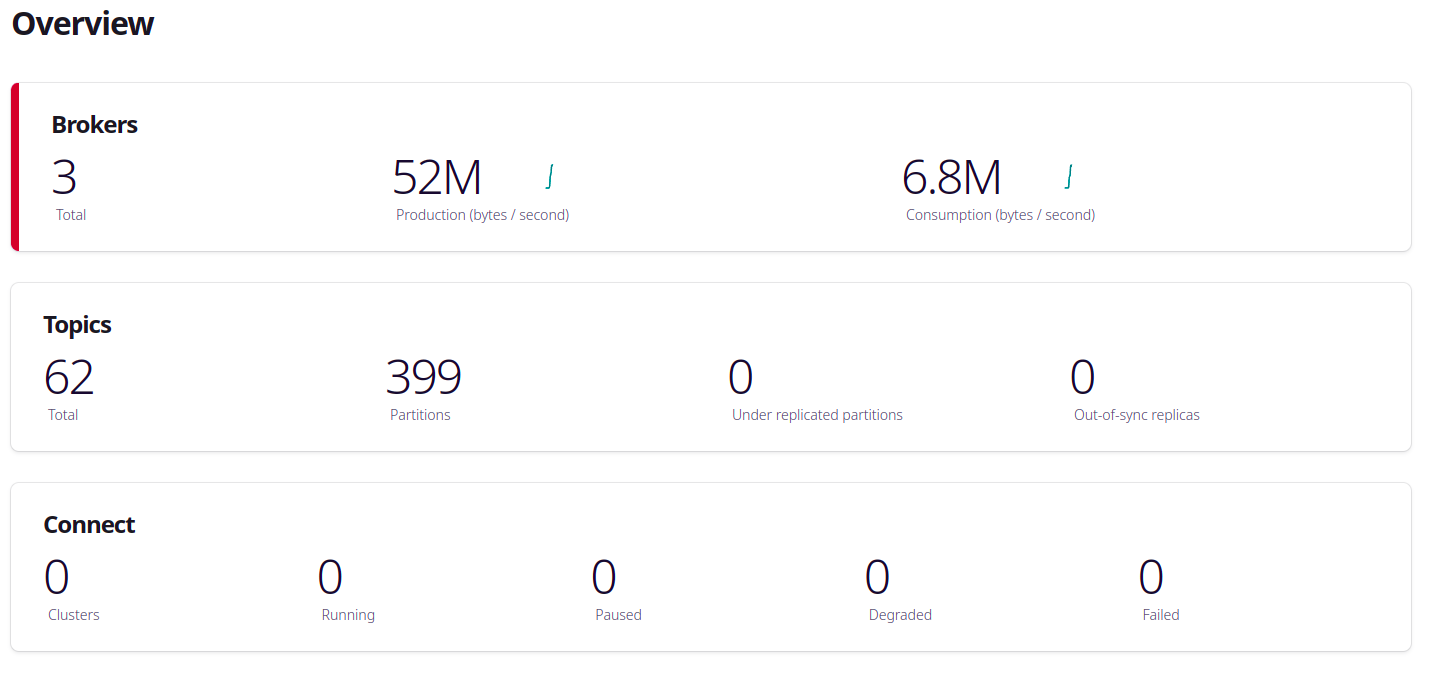 Overview
Brokers
3 52M 6.8M
Total Production (bytes / second) Consumption (bytes / second)
Topics
62 399 0 0
Total Partitions Under replicated partitions Out-of-sync replicas
Connect
0 0 0 0 0
Clusters Running Paused Degraded Failed